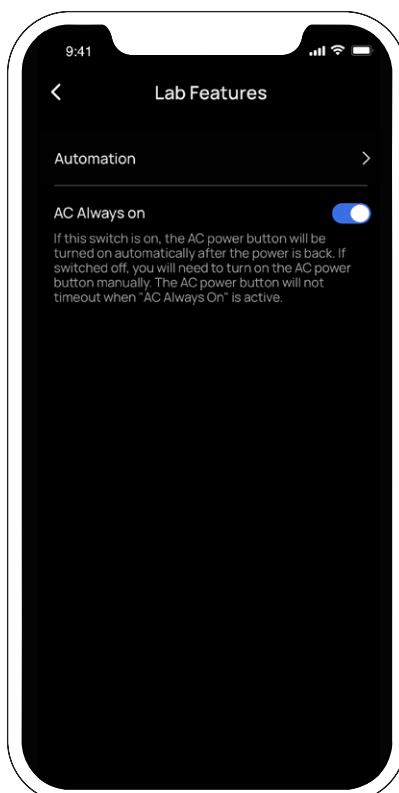 9:41
Lab Features
Automation
AC Always on
If this switch is on, the AC power button will be
turned on automatically after the power is back. If
switched off, you will need to turn on the AC power
button manually. The AC power button will not
timeout when "AC Always On" is active.